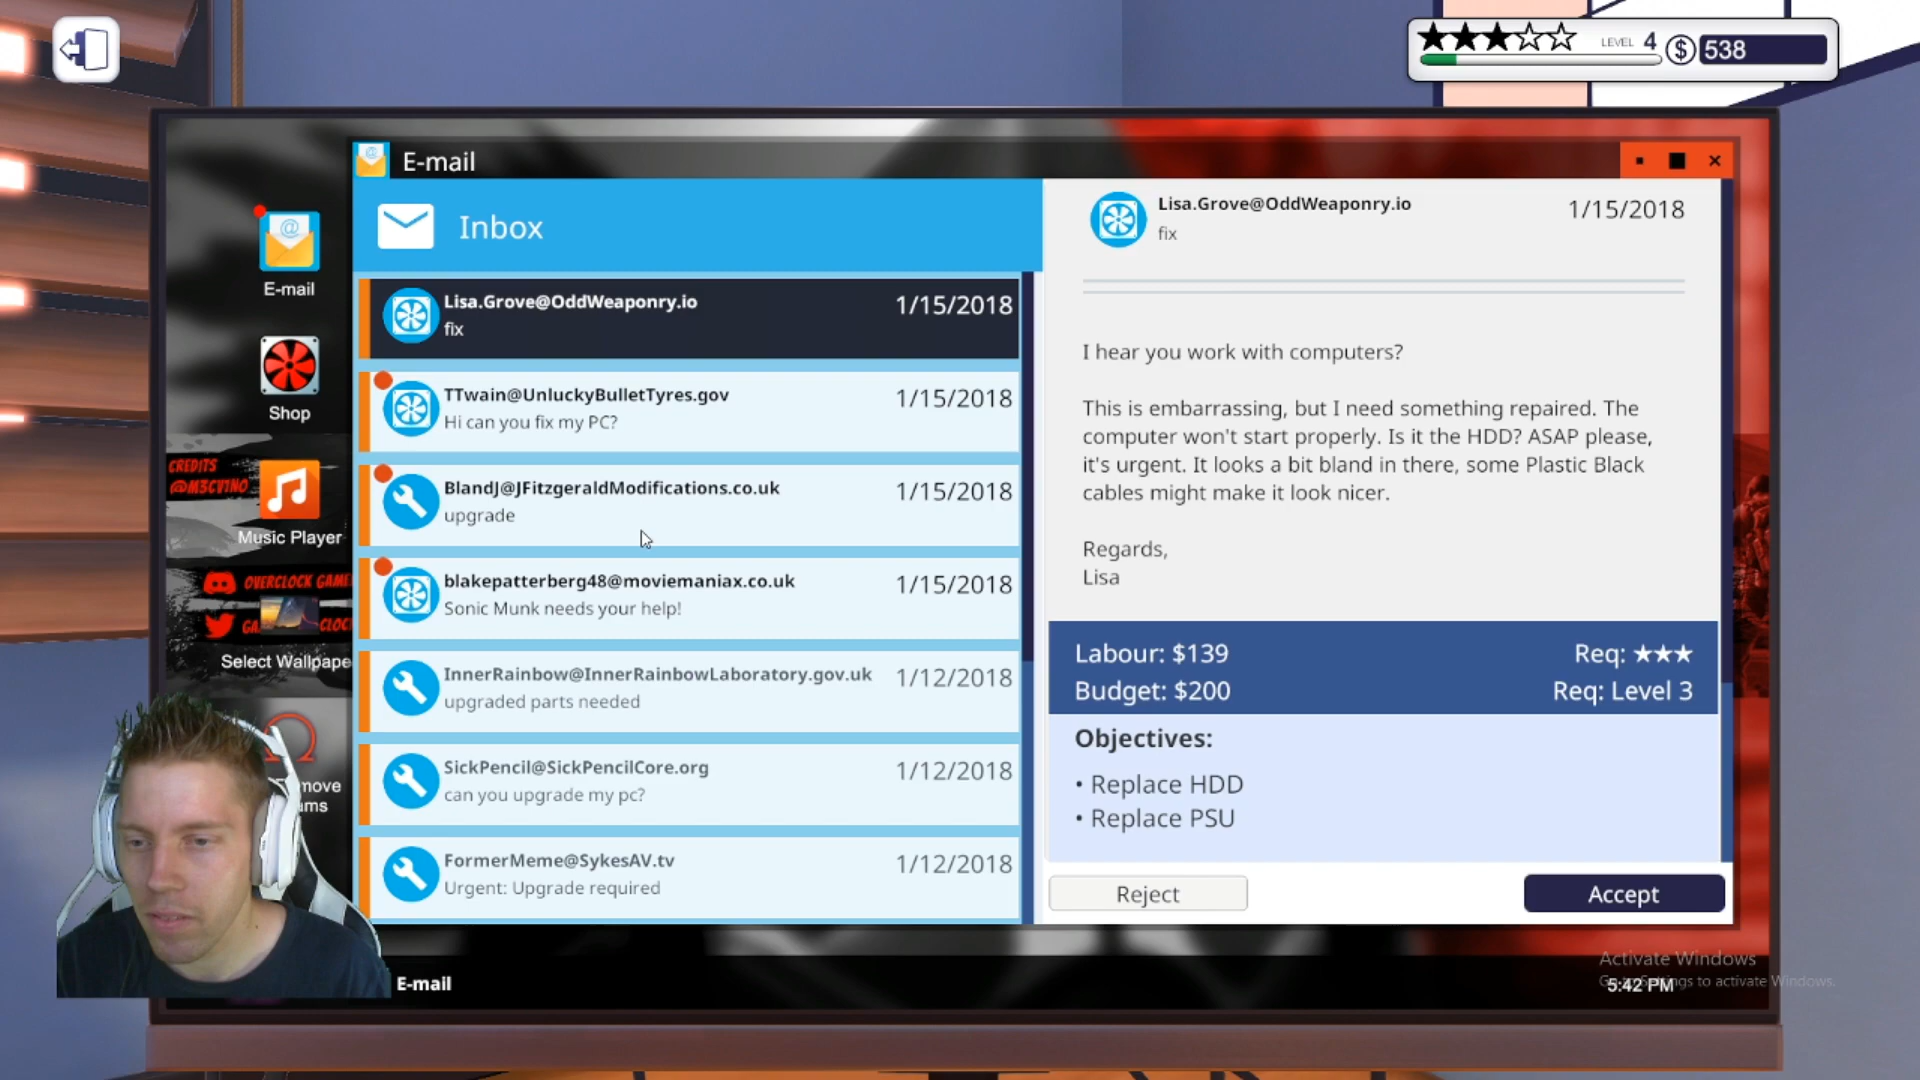 LEVEL 4
$ 538
E-mail
Inbox
Lisa.Grove@OddWeaponry.io
1/15/2018
fix
TTwain@UnluckyBulletTyres.gov
1/15/2018
Hi can you fix my PC?
BlandJ@JFitzgeraldModifications.co.uk
1/15/2018
upgrade
blakepatterberg48@moviemaniax.co.uk
1/15/2018
Sonic Munk needs your help!
InnerRainbow@InnerRainbowLaboratory.gov.uk
1/12/2018
upgraded parts needed
SickPencil@SickPencilCore.org
1/12/2018
can you upgrade my pc?
FormerMeme@SykesAV.tv
1/12/2018
Urgent: Upgrade required
Lisa.Grove@OddWeaponry.io
1/15/2018
fix
I hear you work with computers?
This is embarrassing, but I need something repaired. The
computer won't start properly. Is it the HDD? ASAP please,
it's urgent. It looks a bit bland in there, some Plastic Black
cables might make it look nicer.
Regards,
Lisa
Labour: $139
Req: ★★★
Budget: $200
Req: Level 3
Objectives:
• Replace HDD
• Replace PSU
Reject
Accept
E-mail
Shop
CREDITS
@M3CV1NO
Music Player
OVERCLOCK GAME
Select Wallpape
E-mail
Activate Windows
to activate Windows.
5:42 PM